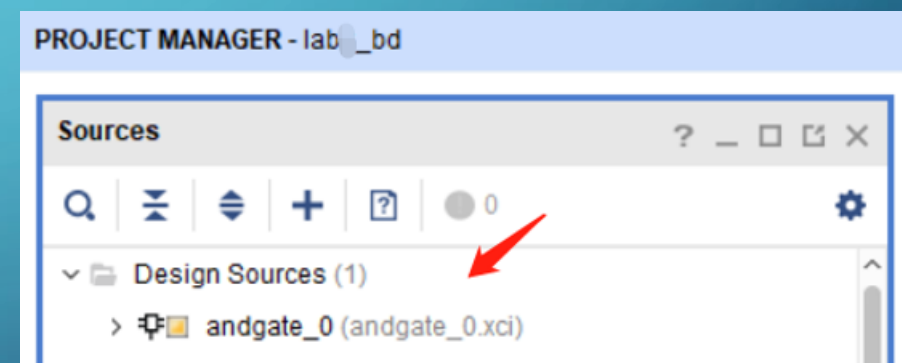 PROJECT MANAGER - lab _bd
Sources
? 
0
Design Sources (1)
andgate_0 (andgate_0.xci)